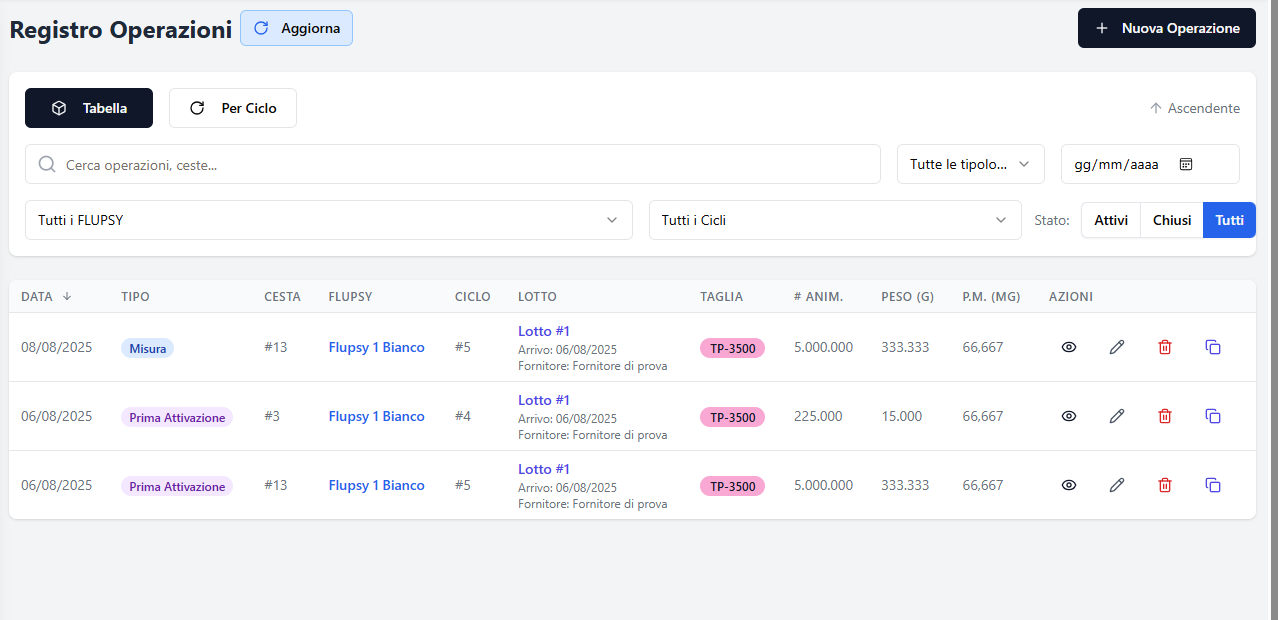 Registro Operazioni Aggiorna Nuova Operazione
Tabella Per Ciclo Ascendente
Cerca operazioni, ceste... Tutte le tipolo... gg/mm/aaaa
Tutti i FLUPSY Tutti i Cicli Stato: Attivi Chiusi Tutti
DATA TIPO CESTA FLUPSY CICLO LOTTO TAGLIA # ANIM. PESO (G) P.M. (MG) AZIONI
08/08/2025 Misura #13 Flupsy 1 Bianco #5 Lotto #1 TP-3500 5.000.000 333.333 66,667
Arrivo: 06/08/2025
Fornitore: Fornitore di prova
06/08/2025 Prima Attivazione #3 Flupsy 1 Bianco #4 Lotto #1 TP-3500 225.000 15.000 66,667
Arrivo: 06/08/2025
Fornitore: Fornitore di prova
06/08/2025 Prima Attivazione #13 Flupsy 1 Bianco #5 Lotto #1 TP-3500 5.000.000 333.333 66,667
Arrivo: 06/08/2025
Fornitore: Fornitore di prova